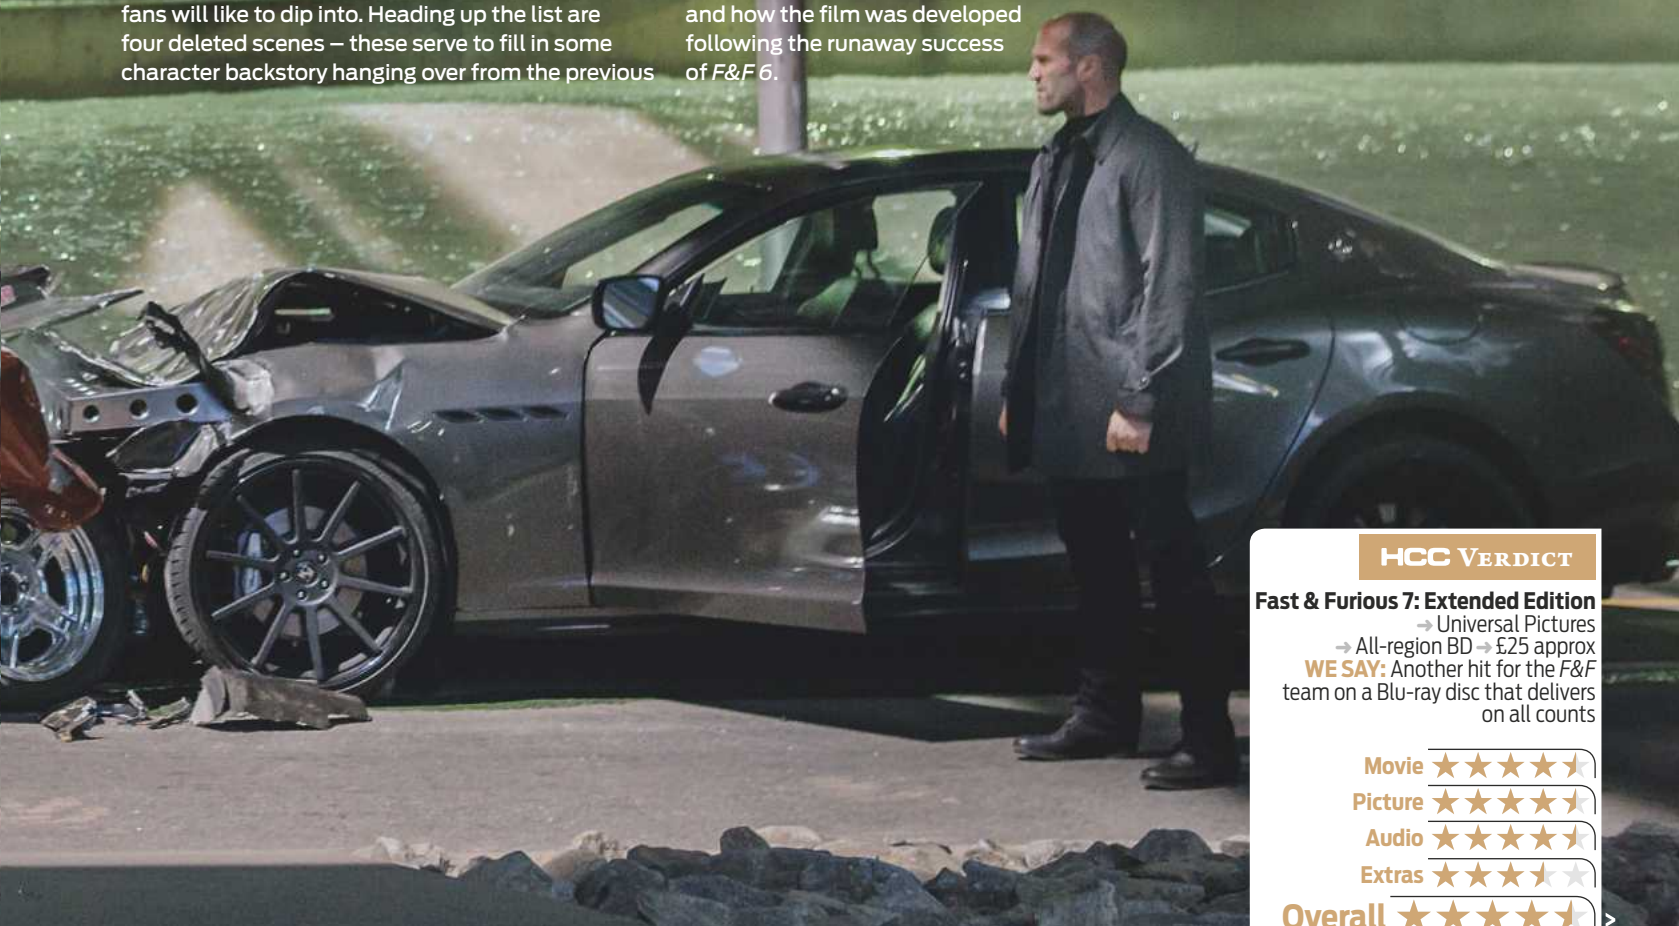 fans will like to dip into. Heading up the list are
four deleted scenes – these serve to fill in some
character backstory hanging over from the previous
and how the film was developed
following the runaway success
of F&F 6.
HCC VERDICT
Fast & Furious 7: Extended Edition
→ Universal Pictures
→ All-region BD → £25 approx
WE SAY: Another hit for the F&F
team on a Blu-ray disc that delivers
on all counts
Movie
Picture
Audio
Extras
Overall
>